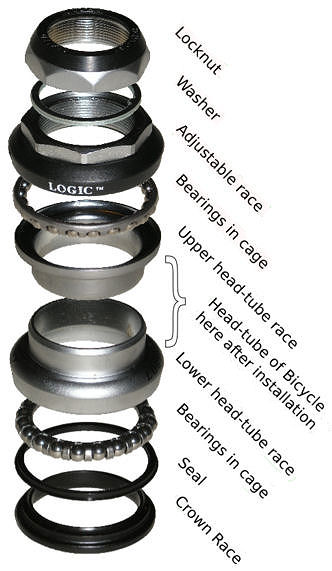 Locknut
Washer
Adjustable race
LOGIC™
Bearings in cage
Upper head-tube race
Head-tube of Bicycle
here after installation
Lower head-tube race
Bearings in cage
Seal
Crown Race